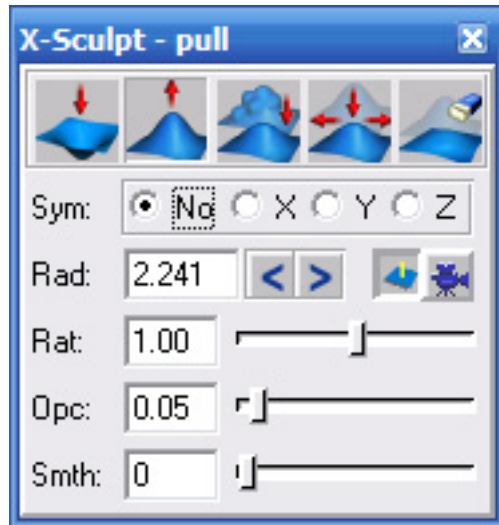 X-Sculpt - pull
Sym: No X Y Z
Rad: 2.241 < >
Rat: 1.00
Opc: 0.05
Smth: 0